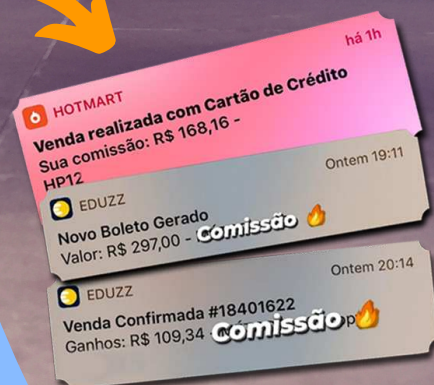 HOTMART
há 1h
Venda realizada com Cartão de Crédito
Sua comissão: R$ 168,16 -
HP12
EDUZZ
Ontem 19:11
Novo Boleto Gerado
Valor: R$ 297,00 - Comissão
EDUZZ
Ontem 20:14
Venda Confirmada #18401622
Ganhos: R$ 109,34 Comissão